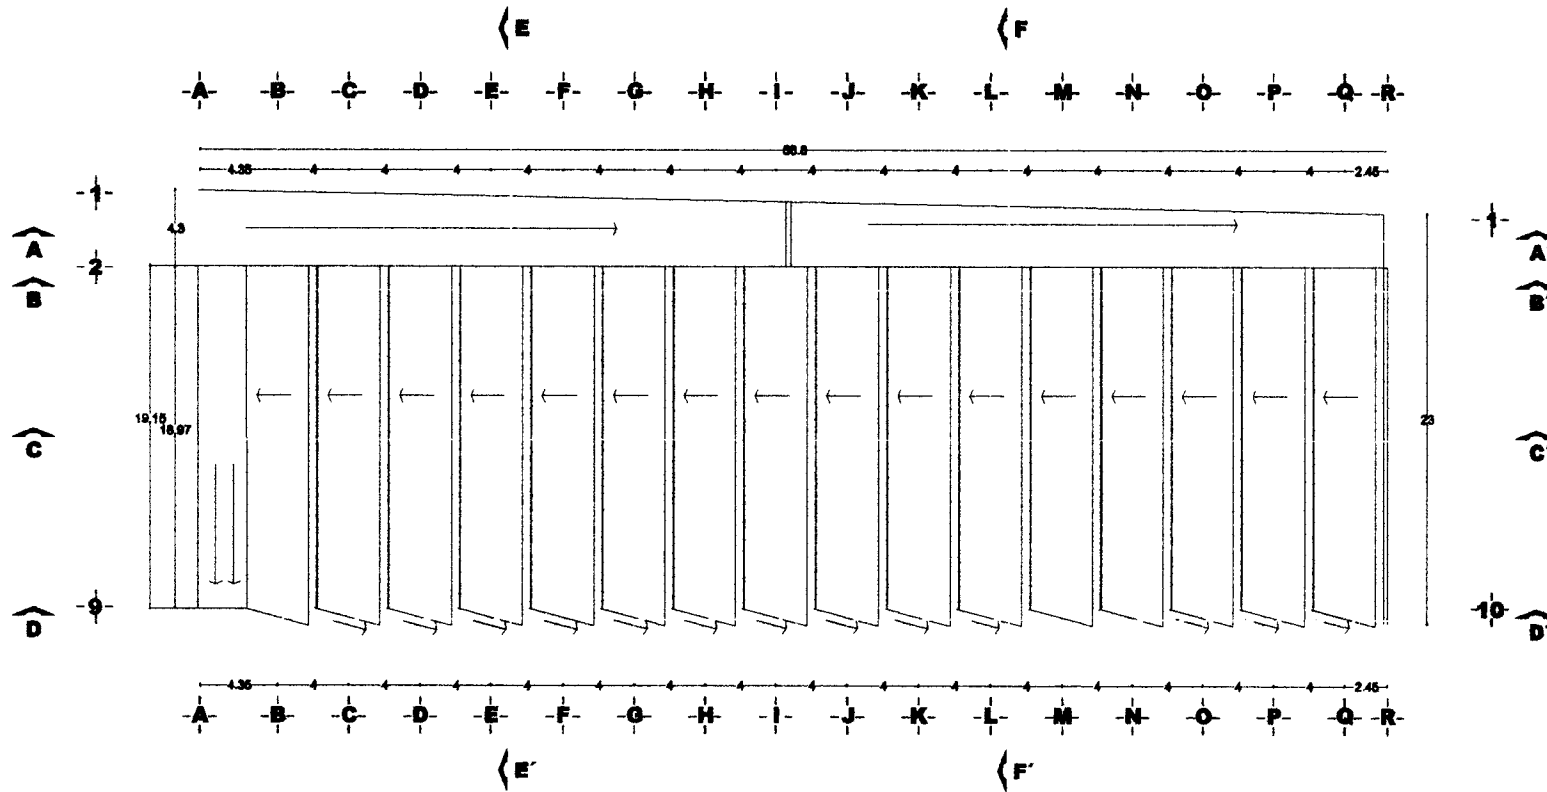 E F
-A- -B- -C- -D- -E- -F- -G- -H- -I- -J- -K- -L- -M- -N- -O- -P- -Q- -R-
66.8
4.35 4 4 4 4 4 4 4 4 4 4 4 4 4 4 4 2.45
-1-
-1-
4.3
A A
-2-
B B'
19.15 23
18.97
C C'
-9- -10-
D D'
4.35 4 4 4 4 4 4 4 4 4 4 4 4 4 4 4 2.45
-A- -B- -C- -D- -E- -F- -G- -H- -I- -J- -K- -L- -M- -N- -O- -P- -Q- -R-
E' F'